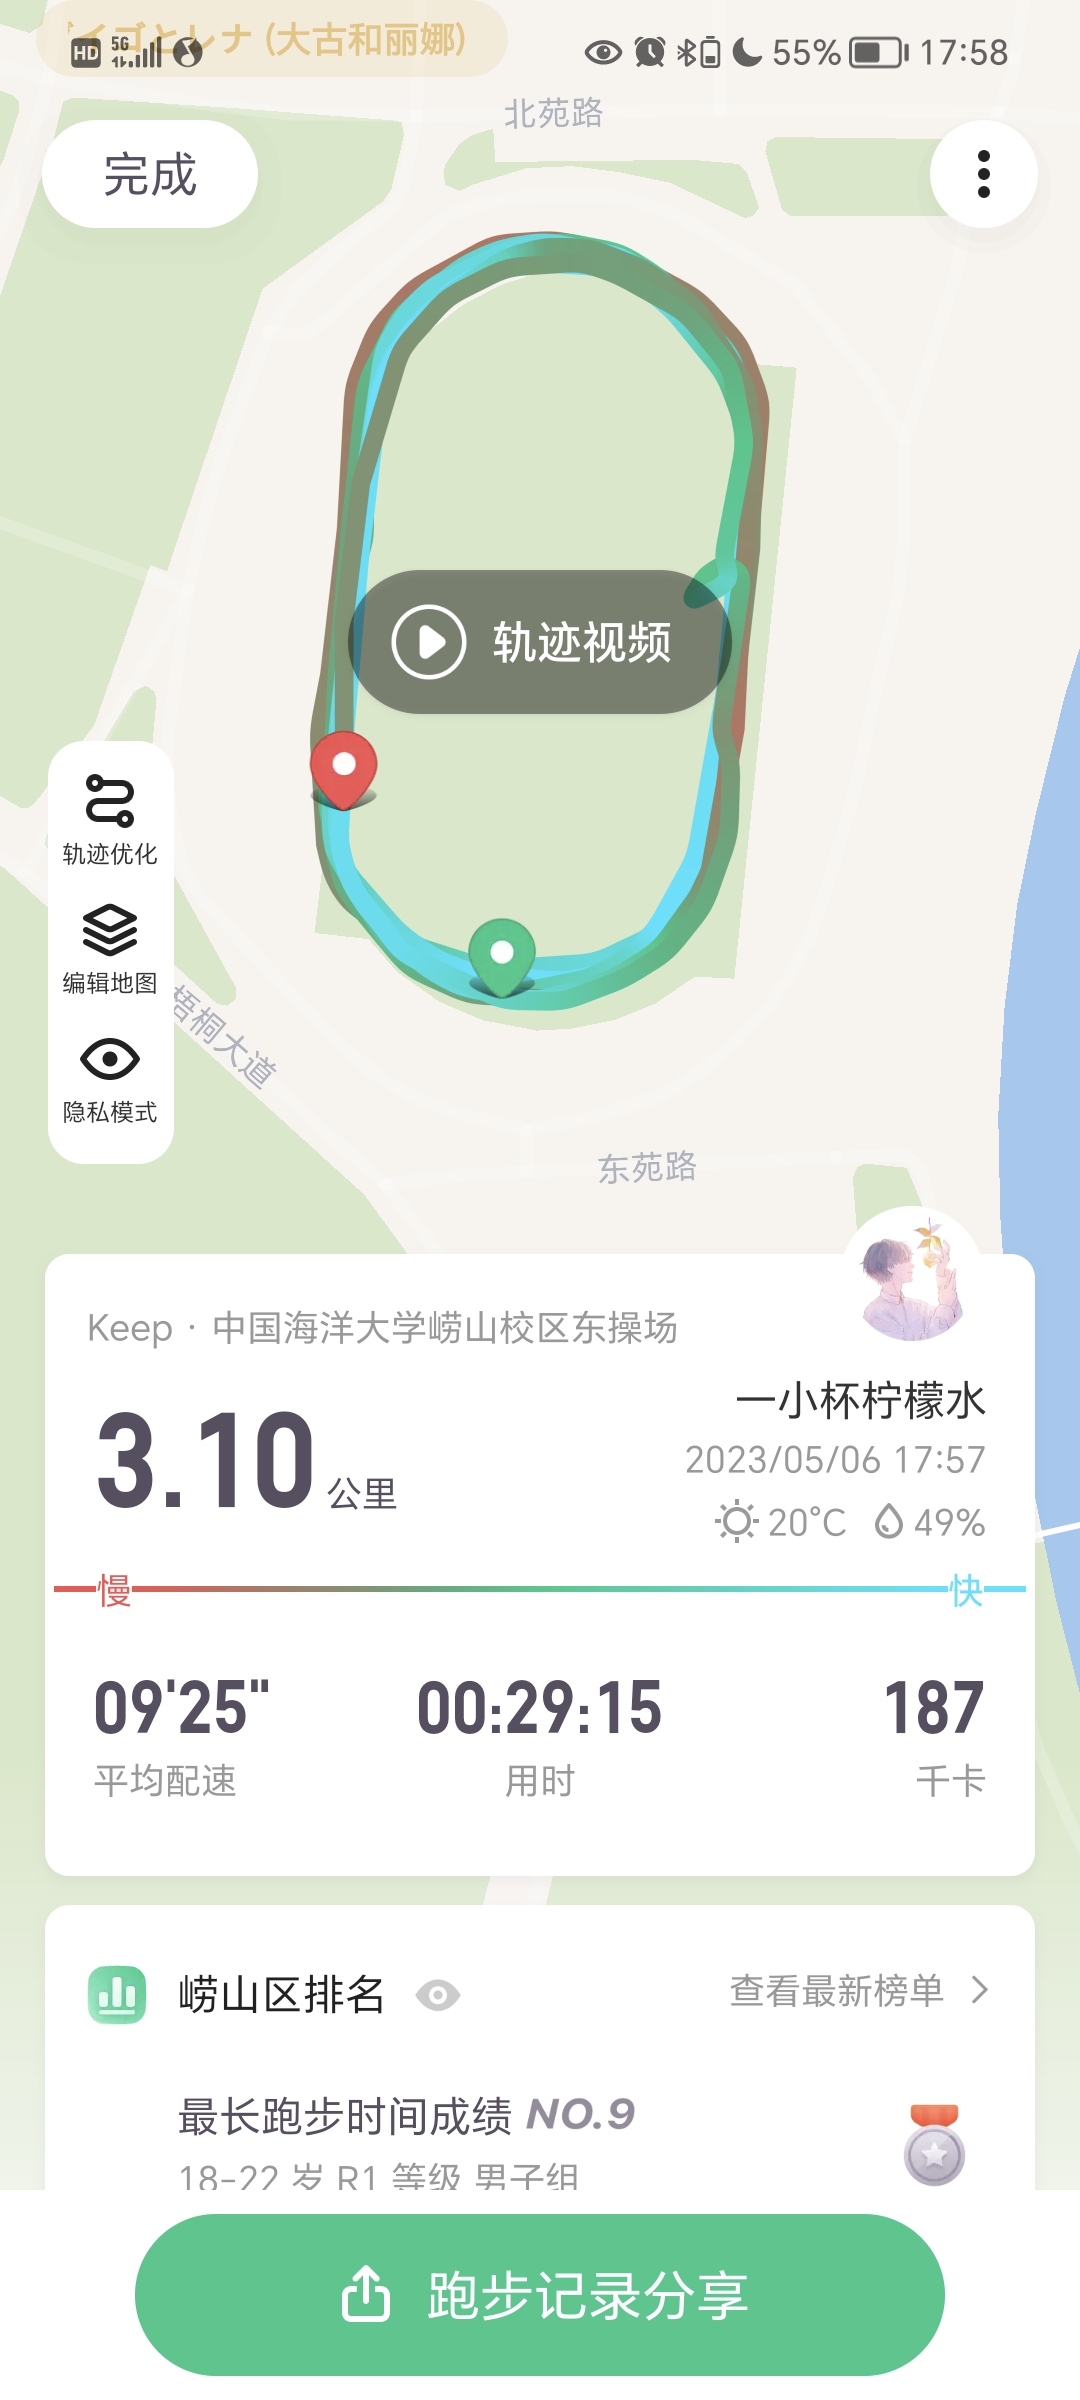 イゴとレナ (大古和丽娜)
HD 5G 55% 17:58
北苑路
完成
轨迹视频
轨迹优化
编辑地图
隐私模式
梧桐大道
东苑路
Keep · 中国海洋大学崂山校区东操场
一小杯柠檬水
3.10 公里
2023/05/06 17:57
20°C 49%
慢 快
09'25" 00:29:15 187
平均配速 用时 千卡
崂山区排名 查看最新榜单
最长跑步时间成绩 NO.9
18-22 岁 R1 等级 男子组
跑步记录分享